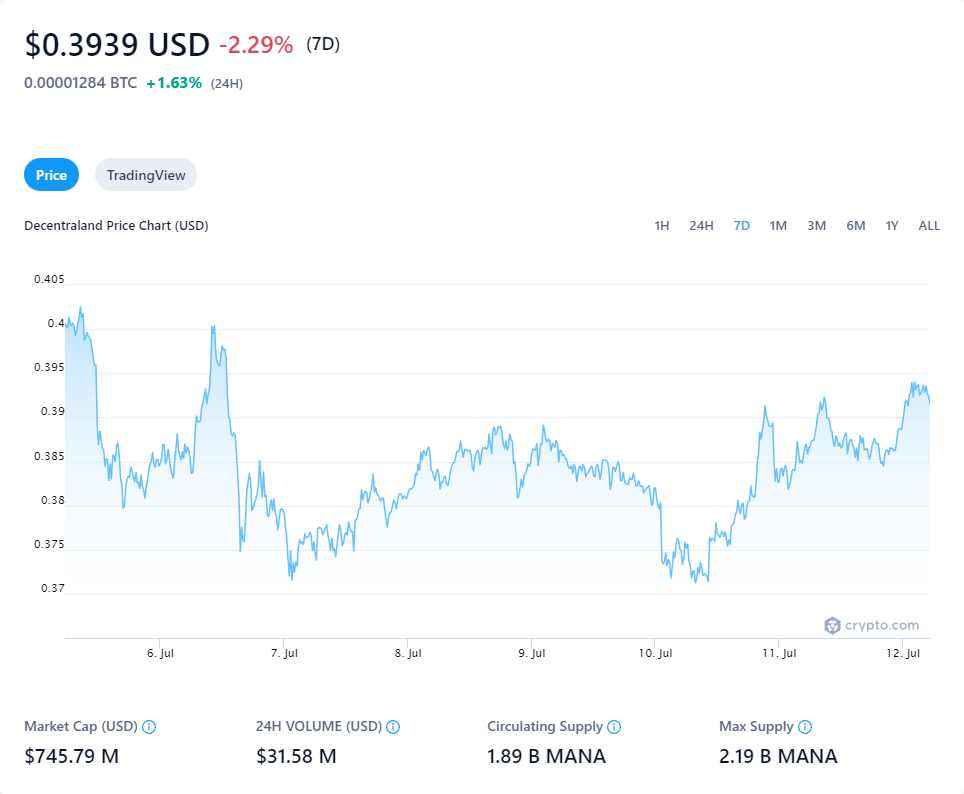 $0.3939 USD -2.29% (7D)
0.00001284 BTC +1.63% (24H)
Price TradingView
Decentraland Price Chart (USD) 1H 24H 7D 1M 3M 6M 1Y ALL
0.405
0.4
0.395
0.39
0.385
0.38
0.375
0.37
crypto.com
6. Jul 7. Jul 8. Jul 9. Jul 10. Jul 11. Jul 12. Jul
Market Cap (USD) 24H VOLUME (USD) Circulating Supply Max Supply
$745.79 M $31.58 M 1.89 B MANA 2.19 B MANA